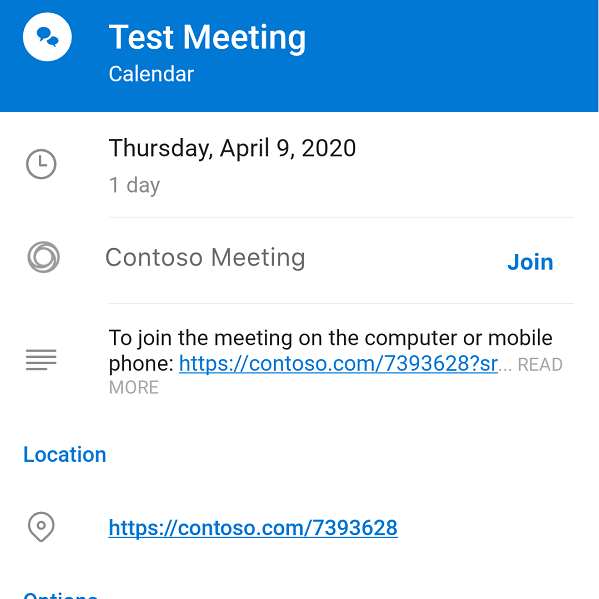 Test Meeting
Calendar
Thursday, April 9, 2020
1 day
Contoso Meeting
Join
To join the meeting on the computer or mobile
phone: https://contoso.com/7393628?sr... READ
MORE
Location
https://contoso.com/7393628
Options